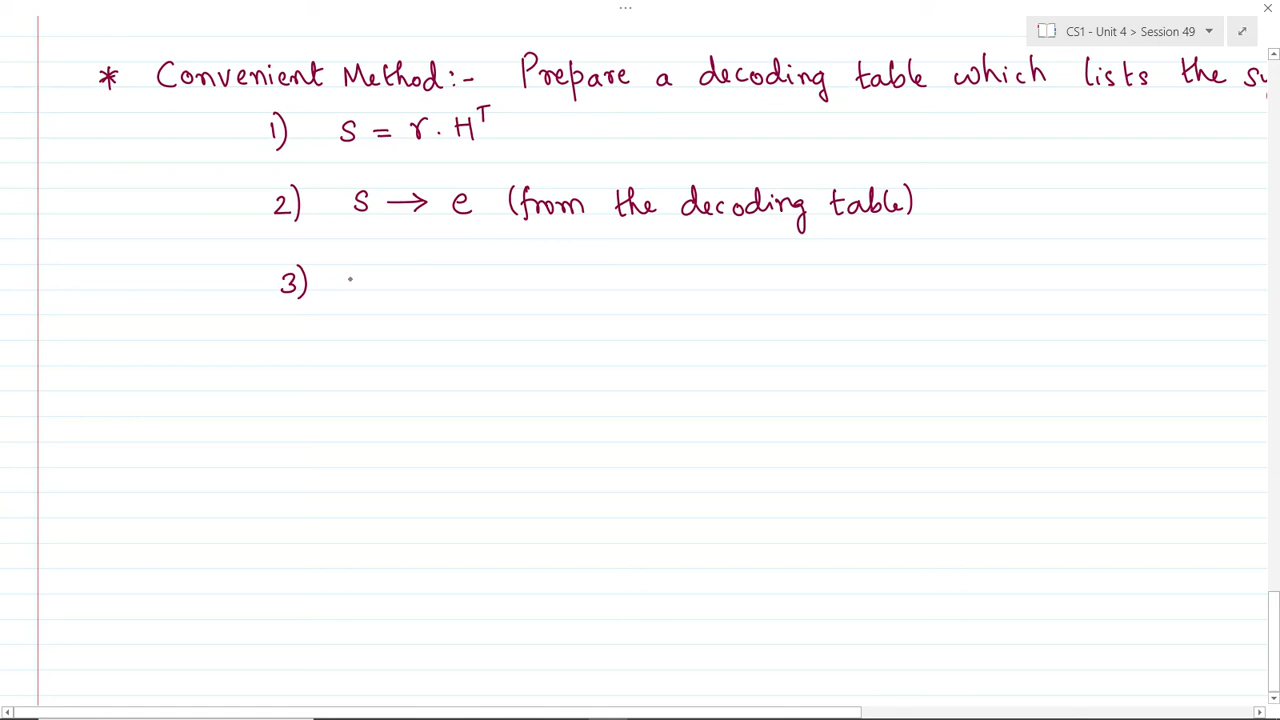 ...
CS1 - Unit 4 > Session 49
* Convenient Method:- Prepare a decoding table which lists the
1) s = r . H^T
2) s → e (from the decoding table)
3)